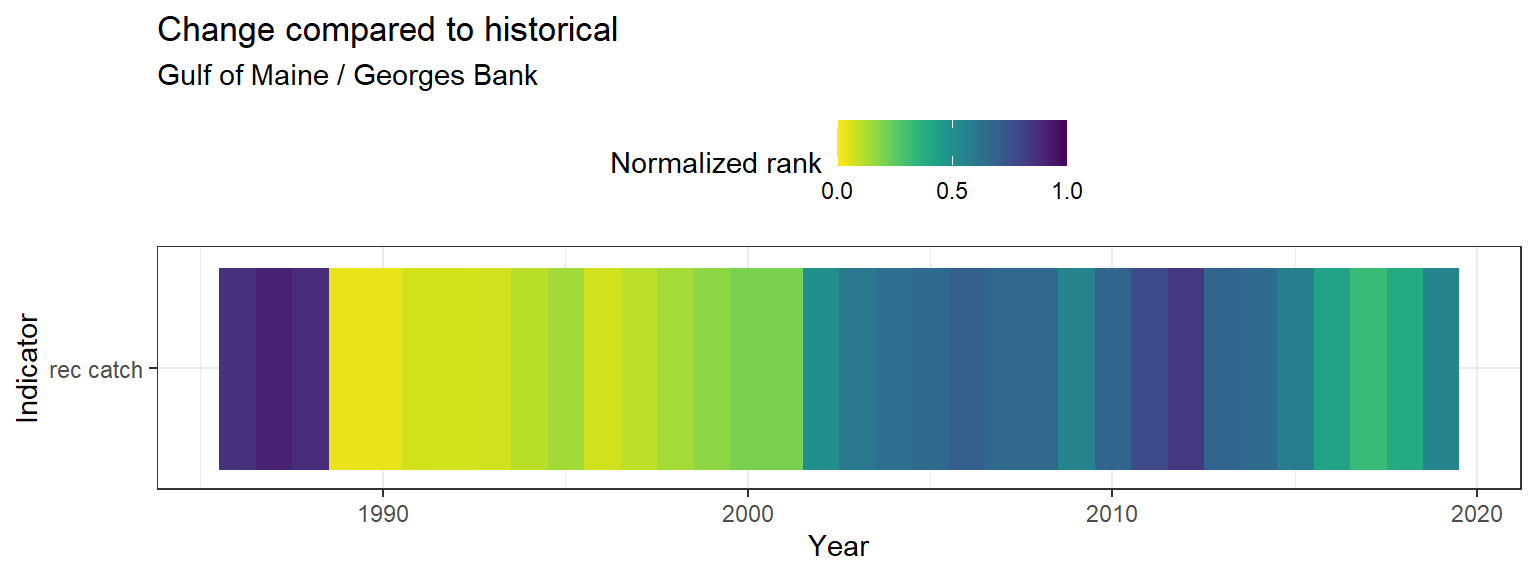 Change compared to historical
Gulf of Maine / Georges Bank
Normalized rank
0.0 0.5 1.0
Indicator
rec catch
1990 2000 2010 2020
Year